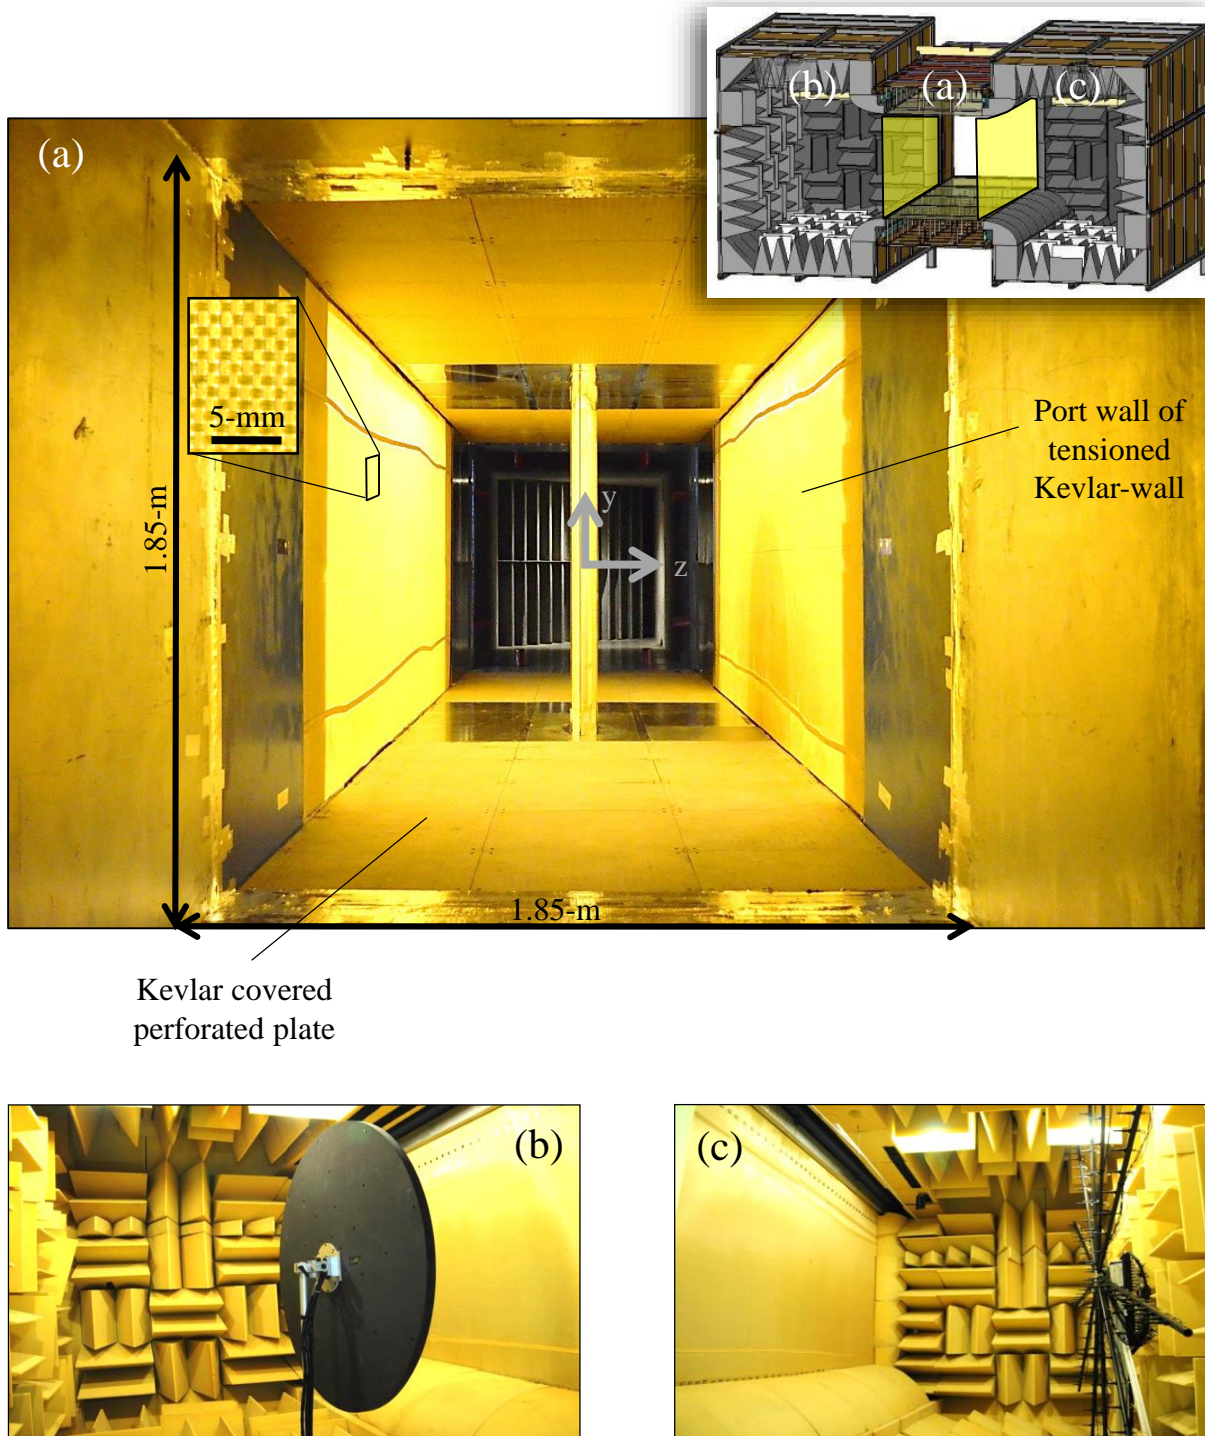 (b)
(a)
(c)
(a)
5-mm
1.85-m
y
z
Port wall of
tensioned
Kevlar-wall
1.85-m
Kevlar covered
perforated plate
(b)
(c)